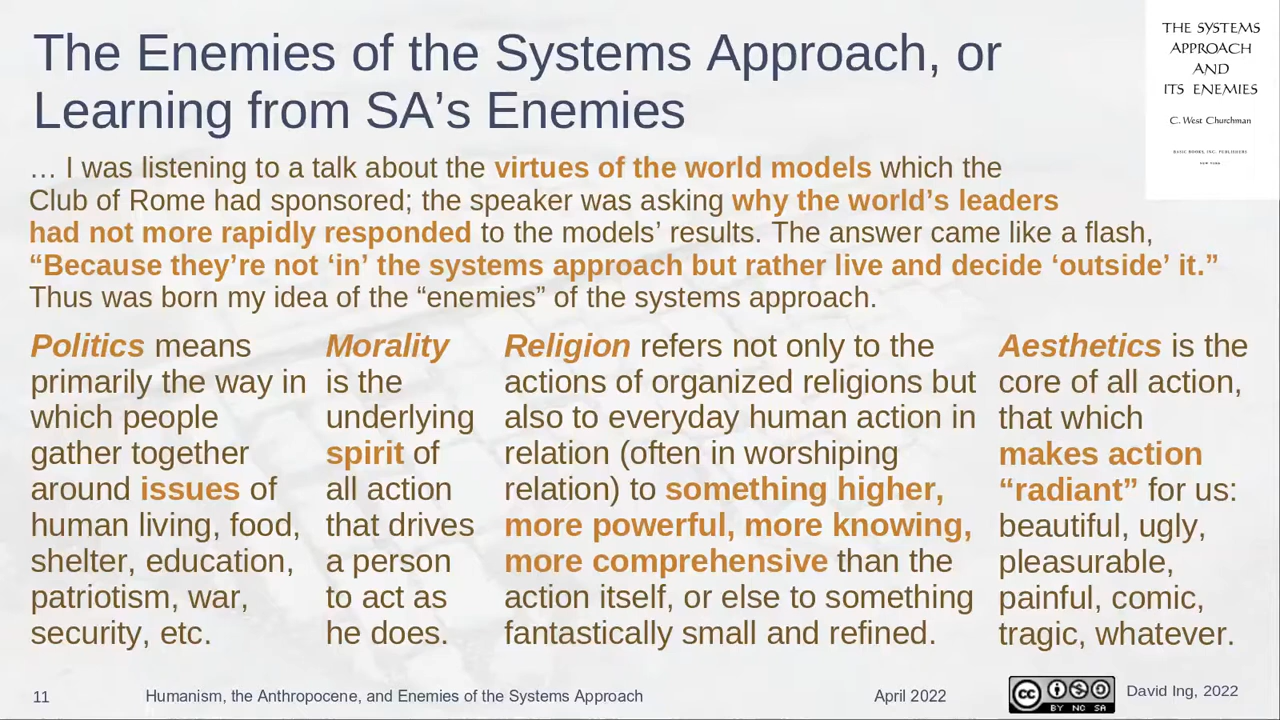 The Enemies of the Systems Approach, or
Learning from SA’s Enemies
THE SYSTEMS
APPROACH
AND
ITS ENEMIES
C. West Churchman
BASIC BOOKS, INC. PUBLISHERS
NEW YORK
… I was listening to a talk about the virtues of the world models which the
Club of Rome had sponsored; the speaker was asking why the world’s leaders
had not more rapidly responded to the models’ results. The answer came like a flash,
“Because they’re not ‘in’ the systems approach but rather live and decide ‘outside’ it.”
Thus was born my idea of the “enemies” of the systems approach.
Politics means
primarily the way in
which people
gather together
around issues of
human living, food,
shelter, education,
patriotism, war,
security, etc.
Morality
is the
underlying
spirit of
all action
that drives
a person
to act as
he does.
Religion refers not only to the
actions of organized religions but
also to everyday human action in
relation (often in worshiping
relation) to something higher,
more powerful, more knowing,
more comprehensive than the
action itself, or else to something
fantastically small and refined.
Aesthetics is the
core of all action,
that which
makes action
“radiant” for us:
beautiful, ugly,
pleasurable,
painful, comic,
tragic, whatever.
11
Humanism, the Anthropocene, and Enemies of the Systems Approach
April 2022
cc
BY NC SA
David Ing, 2022